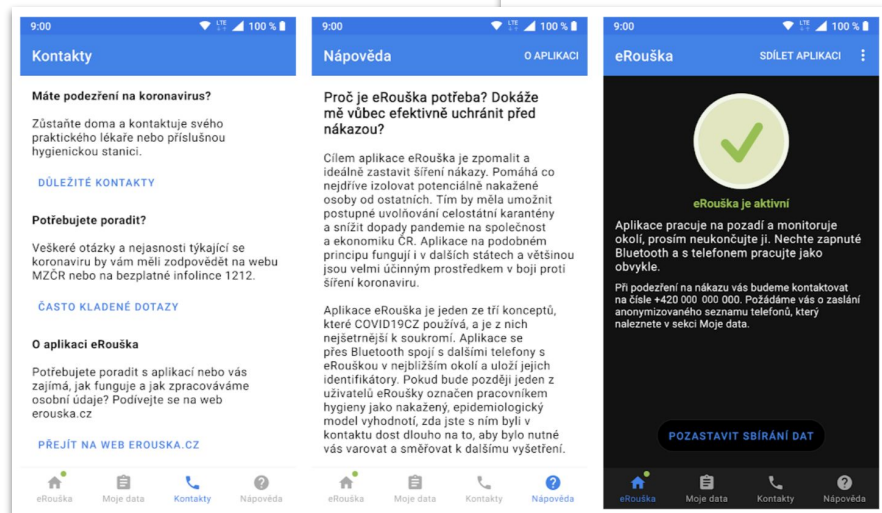 9:00
LTE
100 %
Kontakty
Máte podezření na koronavirus?
Zůstaňte doma a kontaktuje svého
praktického lékaře nebo příslušnou
hygienickou stanici.
DŮLEŽITÉ KONTAKTY
Potřebujete poradit?
Veškeré otázky a nejasnosti týkající se
koronaviru by vám měli zodpovědět na webu
MZČR nebo na bezplatné infolince 1212.
ČASTO KLADENÉ DOTAZY
O aplikaci eRouška
Potřebujete poradit s aplikací nebo vás
zajímá, jak funguje a jak zpracováváme
osobní údaje? Podívejte se na web
erouska.cz
PŘEJÍT NA WEB EROUSKA.CZ
eRouška Moje data Kontakty Nápověda
9:00
LTE
100 %
Nápověda O APLIKACI
Proč je eRouška potřeba? Dokáže
mě vůbec efektivně uchránit před
nákazou?
Cílem aplikace eRouška je zpomalit a
ideálně zastavit šíření nákazy. Pomáhá co
nejdříve izolovat potenciálně nakažené
osoby od ostatních. Tím by měla umožnit
postupné uvolňování celostátní karantény
a snížit dopady pandemie na společnost
a ekonomiku ČR. Aplikace na podobném
principu fungují i v dalších státech a většinou
jsou velmi účinným prostředkem v boji proti
šíření koronaviru.
Aplikace eRouška je jeden ze tří konceptů,
které COVID19CZ používá, a je z nich
nejšetrnější k soukromí. Aplikace se
přes Bluetooth spojí s dalšími telefony s
eRouškou v nejbližším okolí a uloží jejich
identifikátory. Pokud bude později jeden z
uživatelů eRoušky označen pracovníkem
hygieny jako nakažený, epidemiologický
model vyhodnotí, zda jste s ním byli v
kontaktu dost dlouho na to, aby bylo nutné
vás varovat a směřovat k dalšímu vyšetření.
eRouška Moje data Kontakty Nápověda
9:00
LTE
100 %
eRouška SDÍLET APLIKACI
eRouška je aktivní
Aplikace pracuje na pozadí a monitoruje
okolí, prosím neukončujte ji. Nechte zapnuté
Bluetooth a s telefonem pracujte jako
obvykle.
Při podezření na nákazu vás budeme kontaktovat
na čísle +420 000 000 000. Požádáme vás o zaslání
anonymizovaného seznamu telefonů, který
naleznete v sekci Moje data.
POZASTAVIT SBÍRÁNÍ DAT
eRouška Moje data Kontakty Nápověda